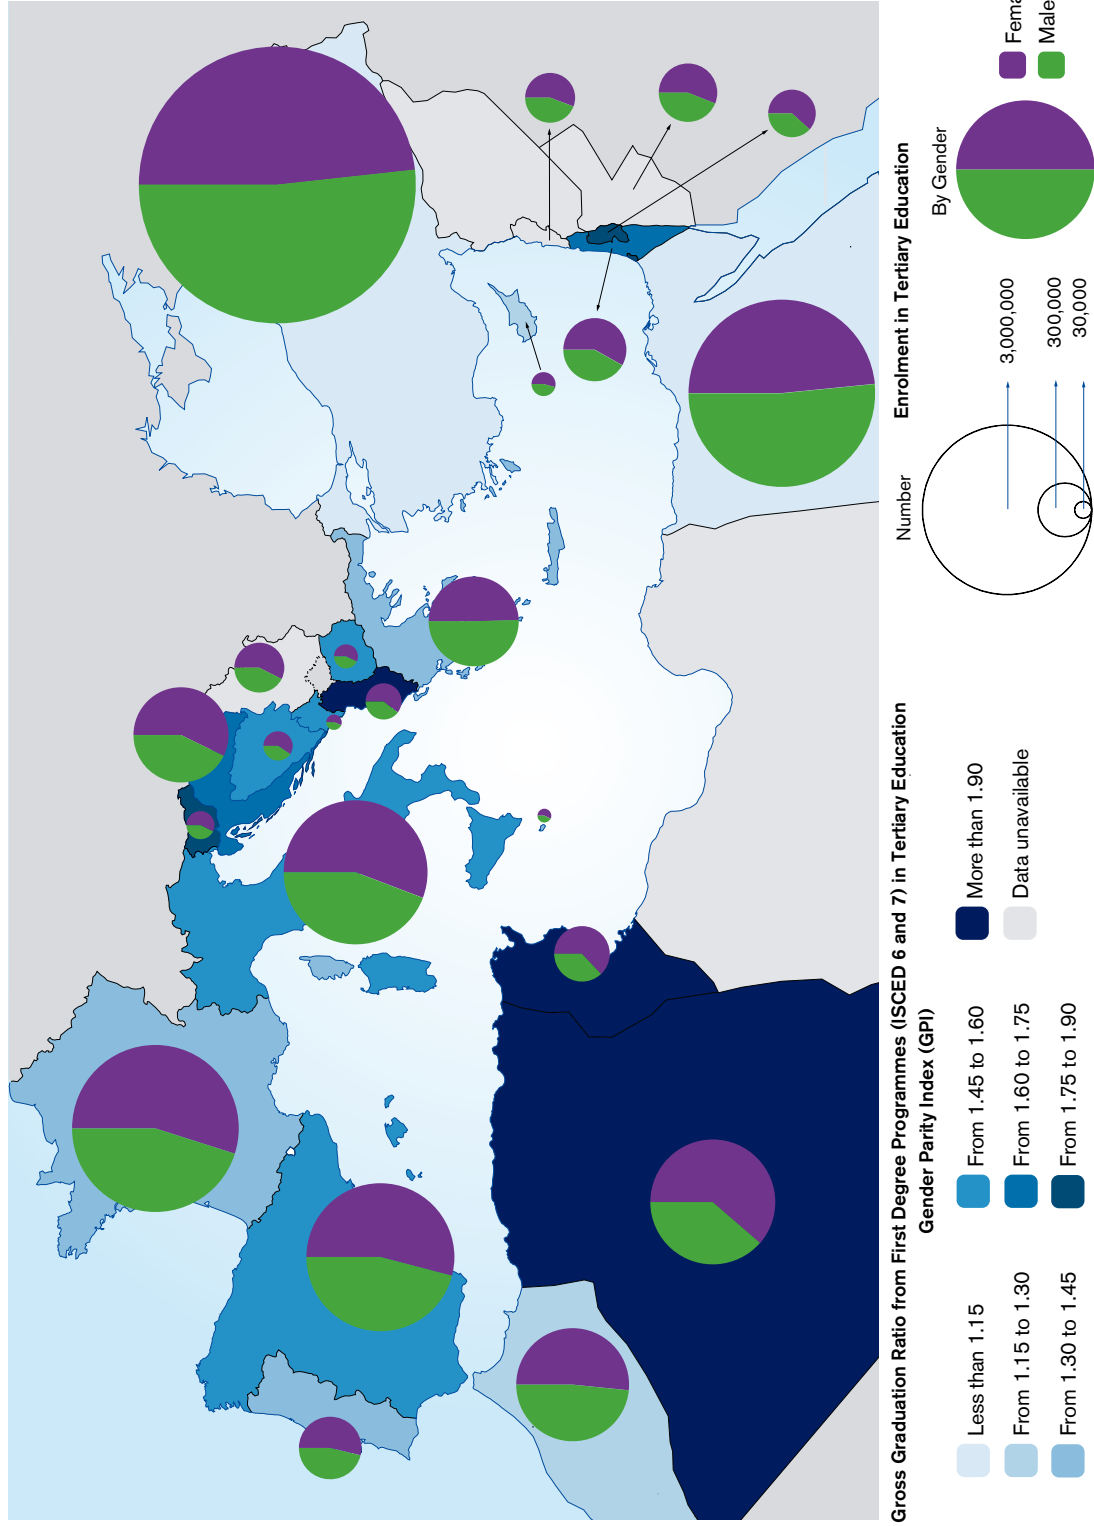 Gross Graduation Ratio from First Degree Programmes (ISCED 6 and 7) in Tertiary Education
Gender Parity Index (GPI)
Less than 1.15
From 1.15 to 1.30
From 1.30 to 1.45
From 1.45 to 1.60
From 1.60 to 1.75
From 1.75 to 1.90
More than 1.90
Data unavailable
Enrolment in Tertiary Education
Number
3,000,000
300,000
30,000
By Gender
Fema
Male